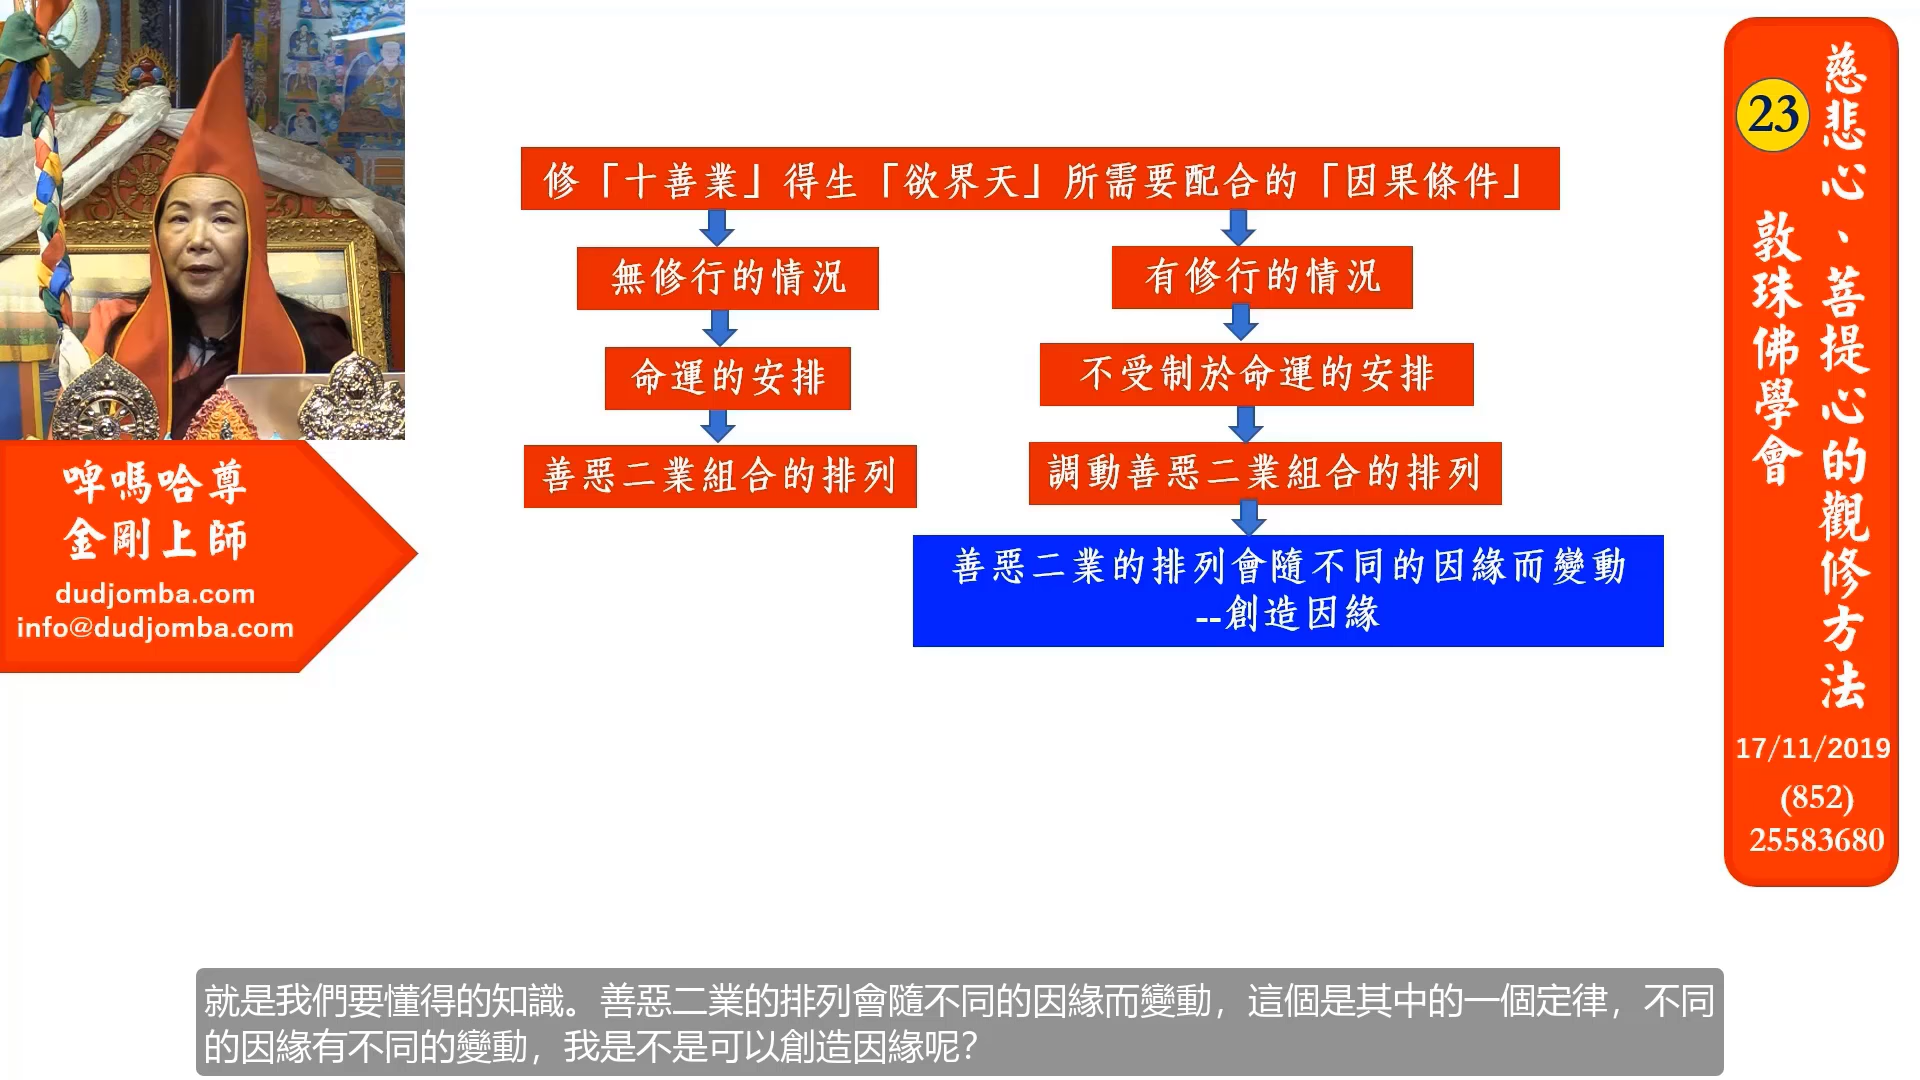 修「十善業」得生「欲界天」所需要配合的「因果條件」
無修行的情況
命運的安排
善惡二業組合的排列
有修行的情況
不受制於命運的安排
調動善惡二業組合的排列
善惡二業的排列會隨不同的因緣而變動
--創造因緣
啤嗎哈尊
金剛上師
dudjomba.com
info@dudjomba.com
慈悲心、菩提心的觀修方法
23
敦珠佛學會
17/11/2019
(852)
25583680
就是我們要懂得的知識。善惡二業的排列會隨不同的因緣而變動，這個是其中的一個定律，不同
的因緣有不同的變動，我是不是可以創造因緣呢？